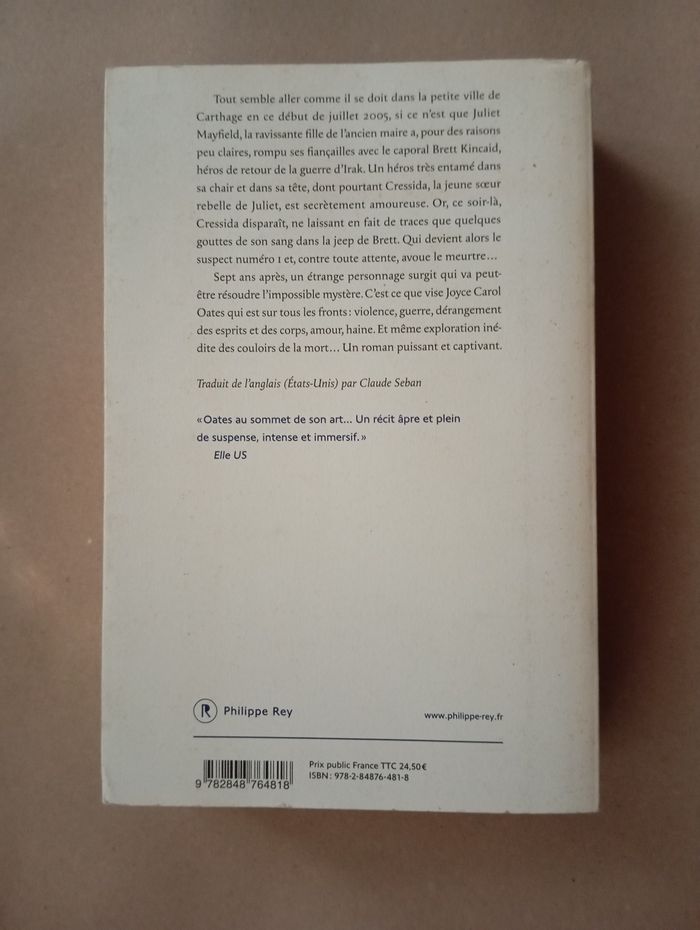 Tout semble aller comme il se doit dans la petite ville de
Carthage en ce début de juillet 2005, si ce n'est que Juliet
Mayfield, la ravissante fille de l'ancien maire a, pour des raisons
peu claires, rompu ses fiançailles avec le caporal Brett Kincaid,
héros de retour de la guerre d'Irak. Un héros très entamé dans
sa chair et dans sa tête, dont pourtant Cressida, la jeune sœur
rebelle de Juliet, est secrètement amoureuse. Or, ce soir-là,
Cressida disparaît, ne laissant en fait de traces que quelques
gouttes de son sang dans la jeep de Brett. Qui devient alors le
suspect numéro 1 et, contre toute attente, avoue le meurtre...
Sept ans après, un étrange personnage surgit qui va peut-
être résoudre l'impossible mystère. C'est ce que vise Joyce Carol
Oates qui est sur tous les fronts : violence, guerre, dérangement
des esprits et des corps, amour, haine. Et même exploration iné-
dite des couloirs de la mort... Un roman puissant et captivant.
Traduit de l'anglais (États-Unis) par Claude Seban
« Oates au sommet de son art... Un récit âpre et plein
de suspense, intense et immersif. »
Elle US
R Philippe Rey
www.philippe-rey.fr
Prix public France TTC 24,50 €
ISBN : 978-2-84876-481-8
9 782848 764818